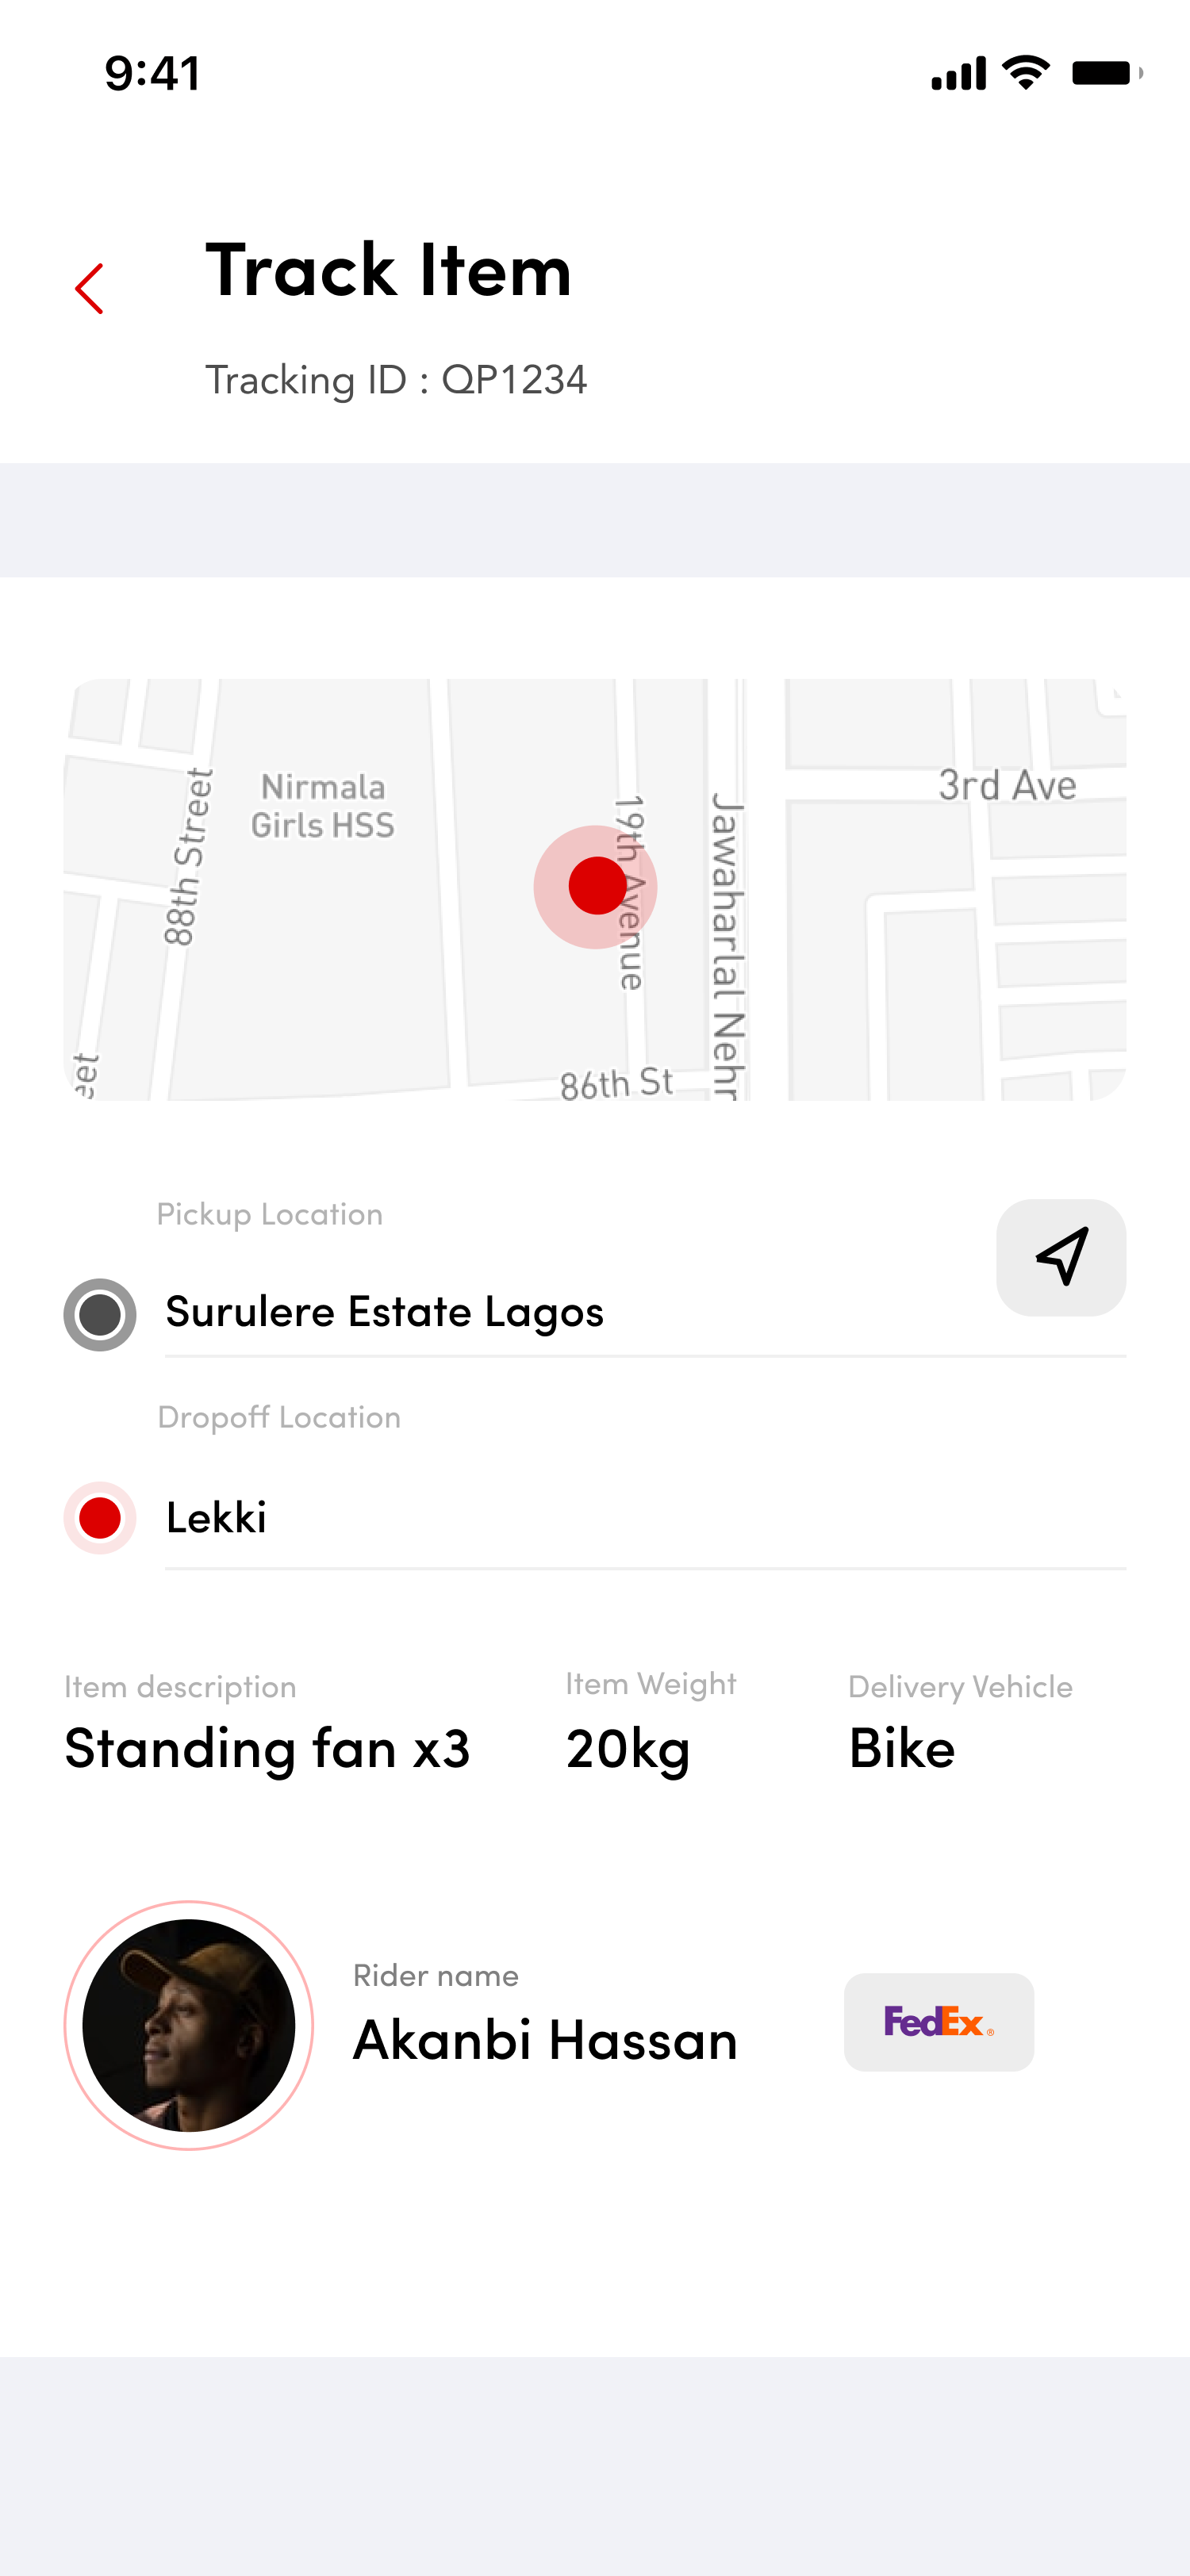 9:41
Track Item
Tracking ID : QP1234
Nirmala
Girls HSS
88th Street
19th Avenue
Jawaharlal Nehr
3rd Ave
eet
86th St
Pickup Location
Surulere Estate Lagos
Dropoff Location
Lekki
Item description
Item Weight
Delivery Vehicle
Standing fan x3
20kg
Bike
Rider name
Akanbi Hassan
FedEx®